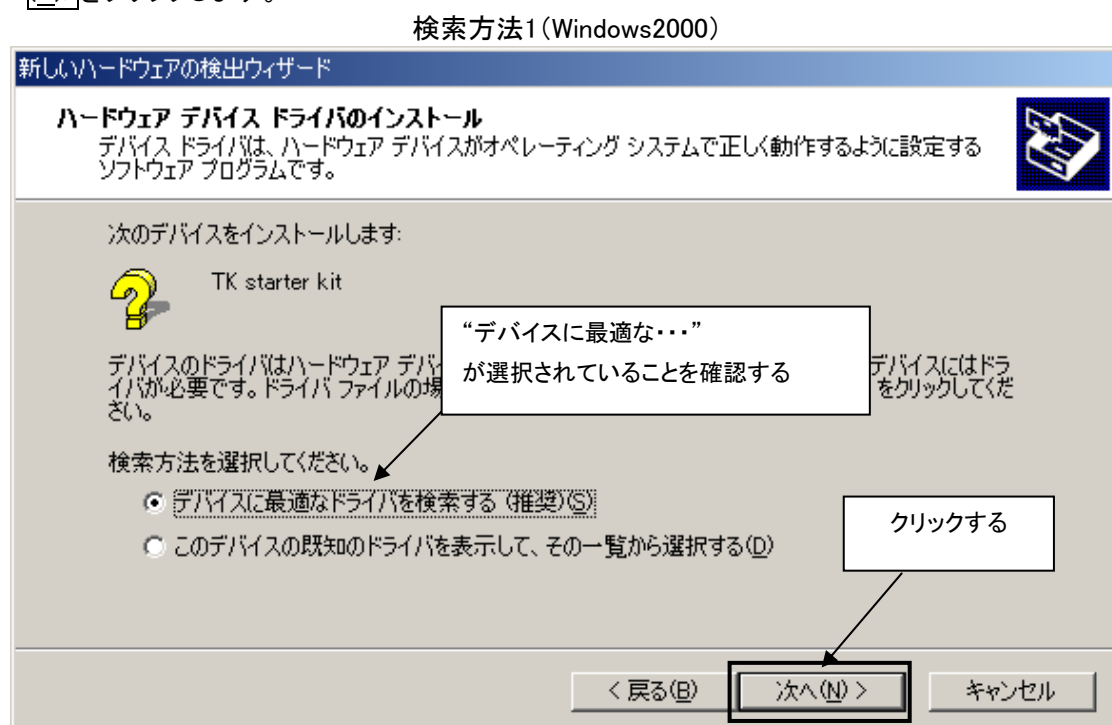 をクリックします。
検索方法1(Windows2000)
新しいハードウェアの検出ウィザード
ハードウェア デバイス ドライバのインストール
デバイス ドライバは、ハードウェア デバイスがオペレーティング システムで正しく動作するように設定する
ソフトウェア プログラムです。
次のデバイスをインストールします:
TK starter kit
“デバイスに最適な・・・”
が選択されていることを確認する
デバイスのドライバはハードウェア デバイ デバイスにはドラ
イバが必要です。ドライバ ファイルの場 をクリックしてくだ
さい。
検索方法を選択してください。
デバイスに最適なドライバを検索する (推奨)(S)
このデバイスの既知のドライバを表示して、その一覧から選択する(D)
クリックする
< 戻る(B) 次へ(N) > キャンセル